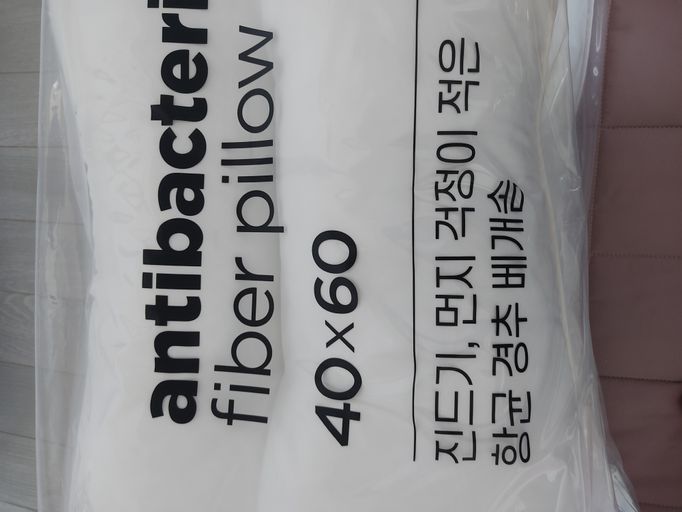 antibacteri
fiber pillow
40×60
진드기, 먼지 걱정이 적은
항균 경추 베개솜